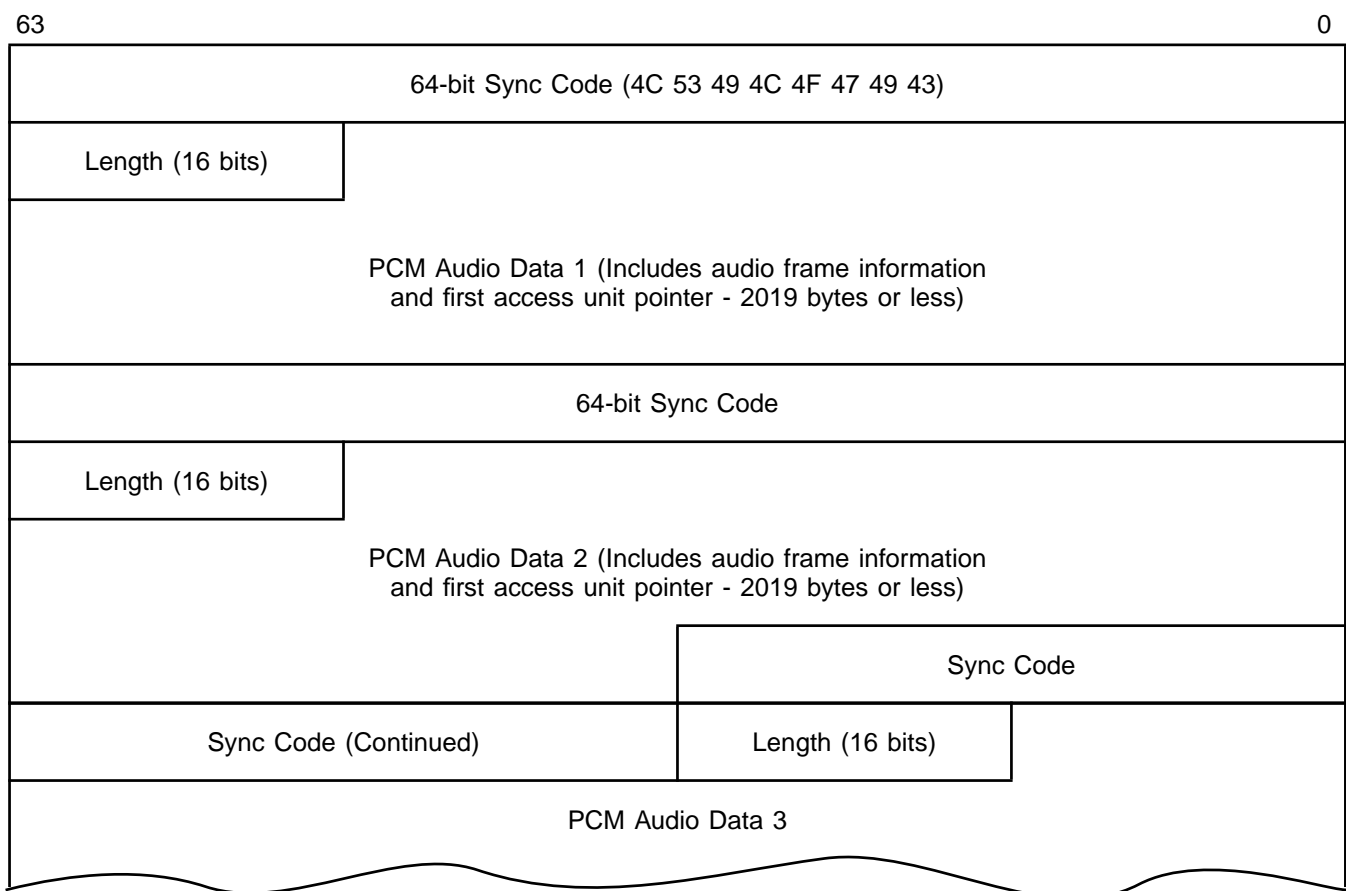 63 0
64-bit Sync Code (4C 53 49 4C 4F 47 49 43)
Length (16 bits)
PCM Audio Data 1 (Includes audio frame information
and first access unit pointer - 2019 bytes or less)
64-bit Sync Code
Length (16 bits)
PCM Audio Data 2 (Includes audio frame information
and first access unit pointer - 2019 bytes or less)
Sync Code
Sync Code (Continued) Length (16 bits)
PCM Audio Data 3